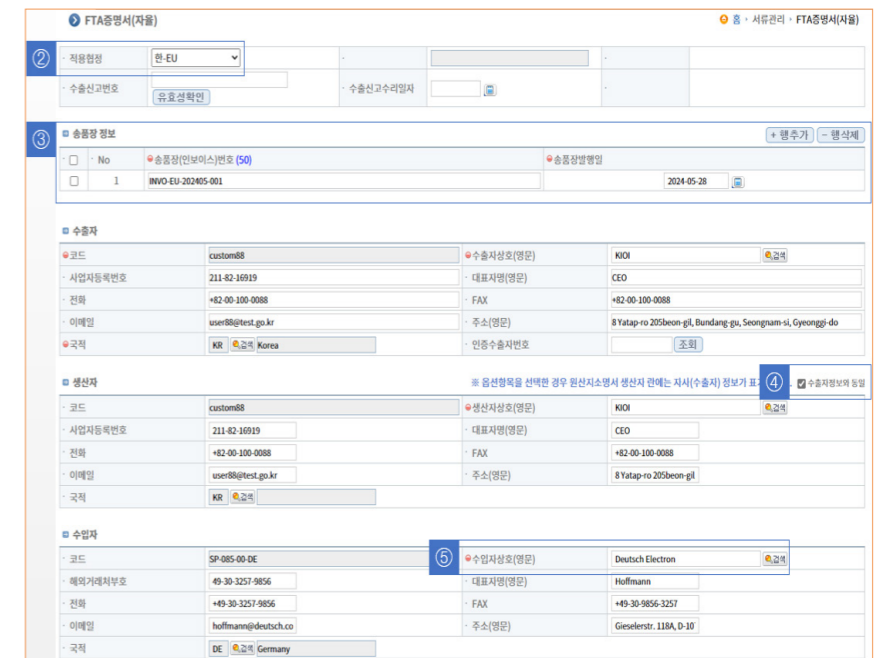 FTA증명서(자율)
홈 › 서류관리 › FTA증명서(자율)
② 적용협정 한-EU
수출신고번호 유효성확인 수출신고수리일자
③ 송품장 정보 + 행추가 - 행삭제
No 송품장(인보이스)번호 (50) 송품장발행일
1 INVO-EU-202405-001 2024-05-28
수출자
코드 custom88 수출자상호(영문) KIOI 검색
사업자등록번호 211-82-16919 대표자명(영문) CEO
전화 +82-00-100-0088 FAX +82-00-100-0088
이메일 user88@test.go.kr 주소(영문) 8 Yatap-ro 205beon-gil, Bundang-gu, Seongnam-si, Gyeonggi-do
국적 KR 검색 Korea 인증수출자번호 조회
생산자 ※ 옵션항목을 선택한 경우 원산지소명서 생산자 란에는 자사(수출자) 정보가 표 ④ 수출자정보와 동일
코드 custom88 생산자상호(영문) KIOI 검색
사업자등록번호 211-82-16919 대표자명(영문) CEO
전화 +82-00-100-0088 FAX +82-00-100-0088
이메일 user88@test.go.kr 주소(영문) 8 Yatap-ro 205beon-gil
국적 KR 검색
수입자
코드 SP-085-00-DE ⑤ 수입자상호(영문) Deutsch Electron 검색
해외거래처부호 49-30-3257-9856 대표자명(영문) Hoffmann
전화 +49-30-3257-9856 FAX +49-30-9856-3257
이메일 hoffmann@deutsch.co 주소(영문) Gieselerstr. 118A, D-10
국적 DE 검색 Germany